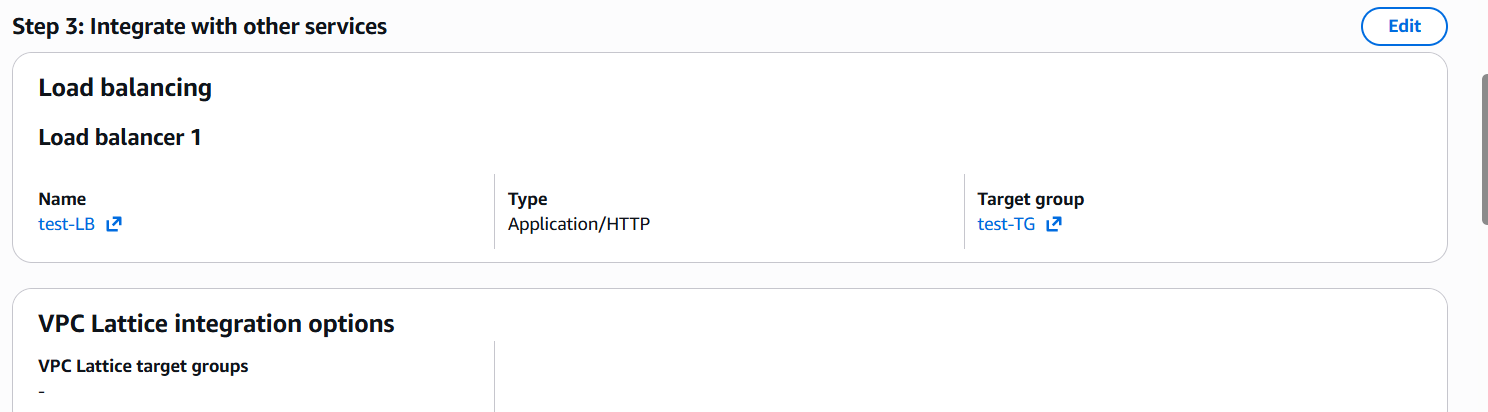 Step 3: Integrate with other services
Edit
Load balancing
Load balancer 1
Name
test-LB
Type
Application/HTTP
Target group
test-TG
VPC Lattice integration options
VPC Lattice target groups
-